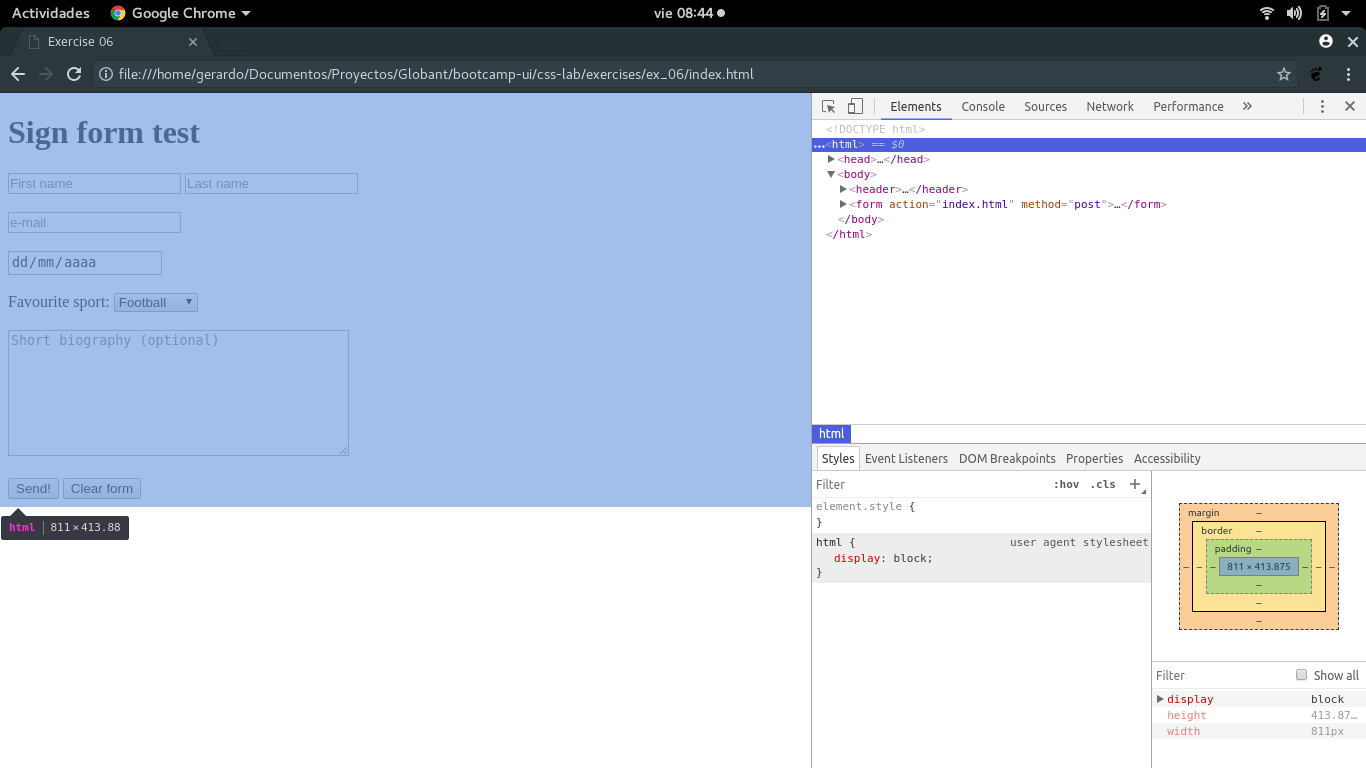 Actividades Google Chrome vie 08:44
Exercise 06
file:///home/gerardo/Documentos/Proyectos/Globant/bootcamp-ui/css-lab/exercises/ex_06/index.html
Sign form test
First name Last name
e-mail
dd/mm/aaaa
Favourite sport: Football
Short biography (optional)
Send! Clear form
html 811 × 413.88
Elements Console Sources Network Performance »
<!DOCTYPE html>
…<html> == $0
<head>…</head>
<body>
<header>…</header>
<form action="index.html" method="post">…</form>
</body>
</html>
html
Styles Event Listeners DOM Breakpoints Properties Accessibility
Filter :hov .cls +
element.style {
}
html { user agent stylesheet
display: block;
}
margin –
border –
padding –
– – – 811 × 413.875 – – –
–
–
–
Filter Show all
display block
height 413.87…
width 811px